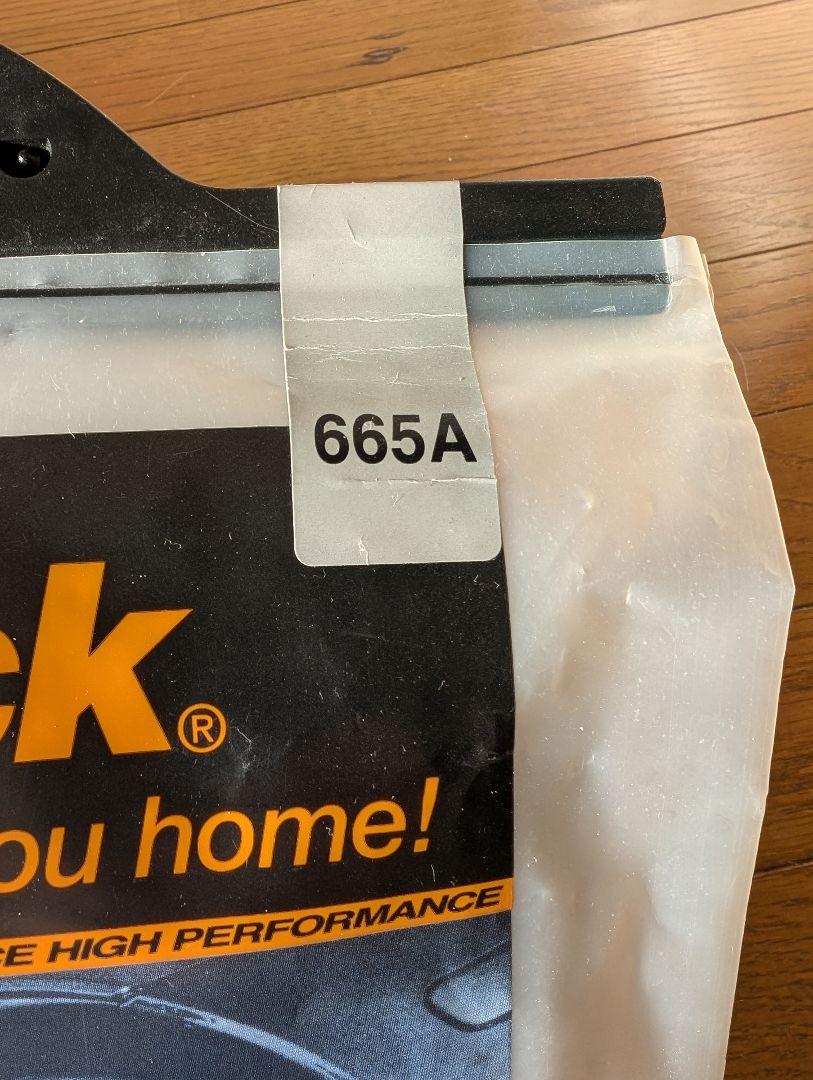 665A
ck®
ou home!
CE HIGH PERFORMANCE